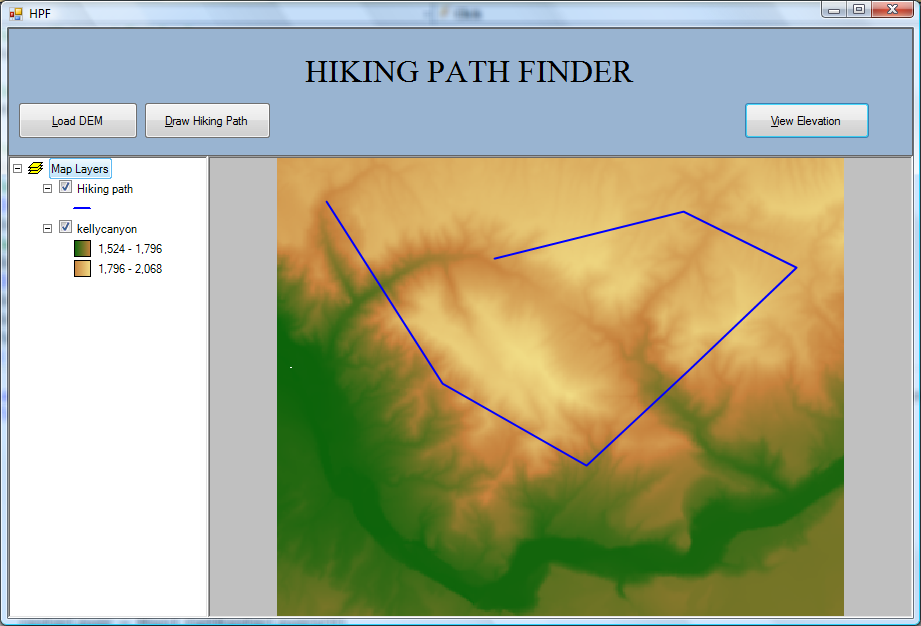 HPF
HIKING PATH FINDER
Load DEM
Draw Hiking Path
View Elevation
Map Layers
Hiking path
kellycanyon
1,524 - 1,796
1,796 - 2,068